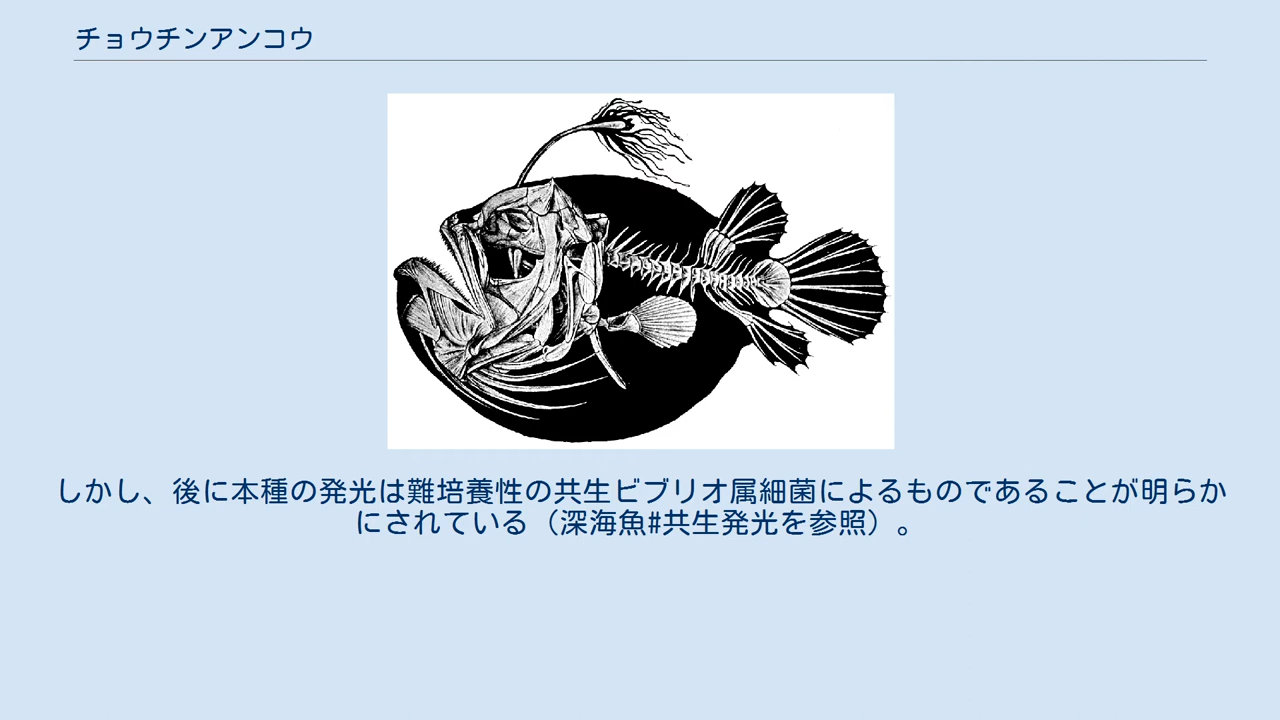 チョウチンアンコウ
しかし、後に本種の発光は難培養性の共生ビブリオ属細菌によるものであることが明らか
にされている（深海魚#共生発光を参照）。